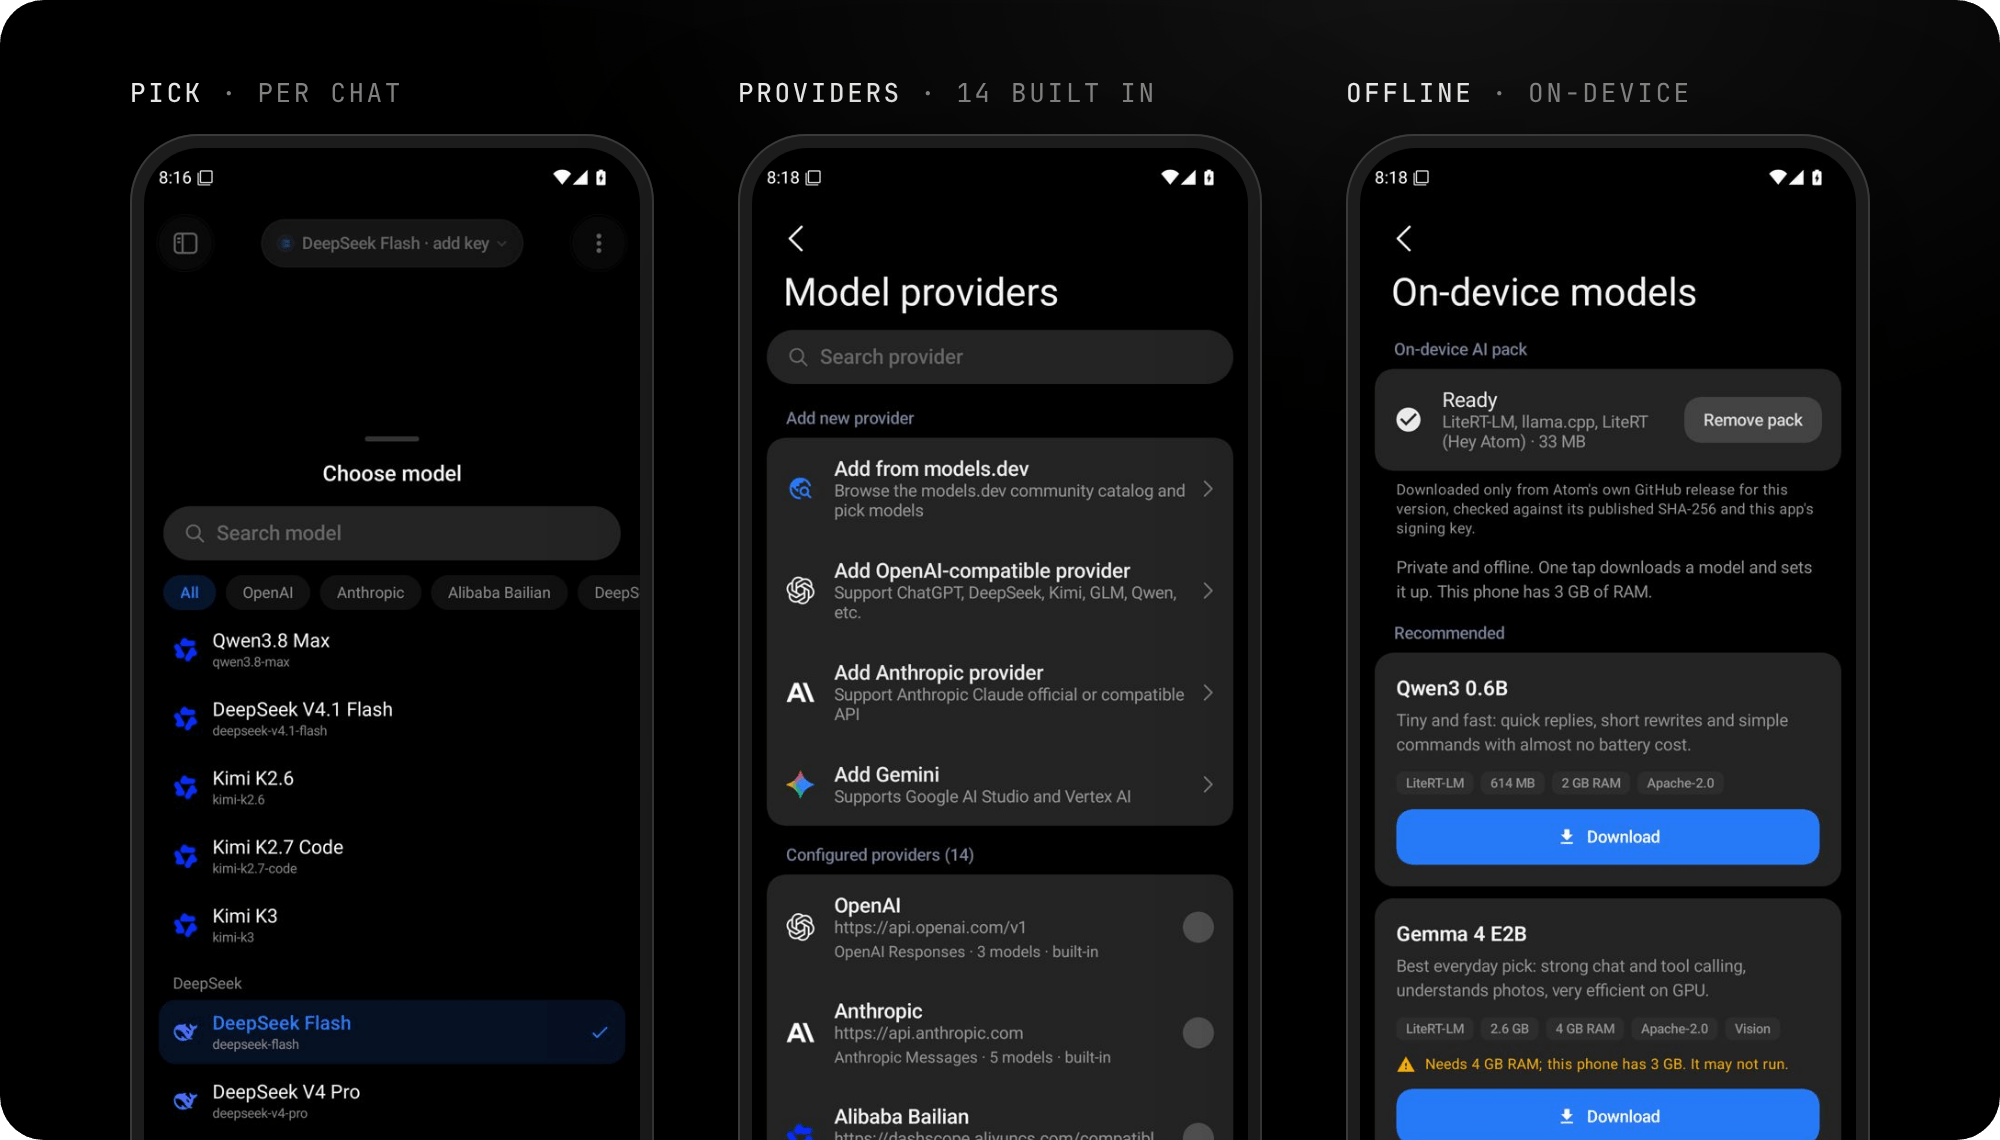 PICK · PER CHAT
8:16
DeepSeek Flash · add key
Choose model
Search model
All
OpenAI
Anthropic
Alibaba Bailian
DeepS
Qwen3.8 Max
qwen3.8-max
DeepSeek V4.1 Flash
deepseek-v4.1-flash
Kimi K2.6
kimi-k2.6
Kimi K2.7 Code
kimi-k2.7-code
Kimi K3
kimi-k3
DeepSeek
DeepSeek Flash
deepseek-flash
DeepSeek V4 Pro
deepseek-v4-pro
PROVIDERS · 14 BUILT IN
8:18
Model providers
Search provider
Add new provider
Add from models.dev
Browse the models.dev community catalog and
pick models
Add OpenAI-compatible provider
Support ChatGPT, DeepSeek, Kimi, GLM, Qwen,
etc.
Add Anthropic provider
Support Anthropic Claude official or compatible
API
Add Gemini
Supports Google AI Studio and Vertex AI
Configured providers (14)
OpenAI
https://api.openai.com/v1
OpenAI Responses · 3 models · built-in
Anthropic
https://api.anthropic.com
Anthropic Messages · 5 models · built-in
Alibaba Bailian
https://dashscope.aliyuncs.com/compatibl
OFFLINE · ON-DEVICE
8:18
On-device models
On-device AI pack
Ready
LiteRT-LM, llama.cpp, LiteRT
(Hey Atom) · 33 MB
Remove pack
Downloaded only from Atom's own GitHub release for this
version, checked against its published SHA-256 and this app's
signing key.
Private and offline. One tap downloads a model and sets
it up. This phone has 3 GB of RAM.
Recommended
Qwen3 0.6B
Tiny and fast: quick replies, short rewrites and simple
commands with almost no battery cost.
LiteRT-LM
614 MB
2 GB RAM
Apache-2.0
Download
Gemma 4 E2B
Best everyday pick: strong chat and tool calling,
understands photos, very efficient on GPU.
LiteRT-LM
2.6 GB
4 GB RAM
Apache-2.0
Vision
Needs 4 GB RAM; this phone has 3 GB. It may not run.
Download